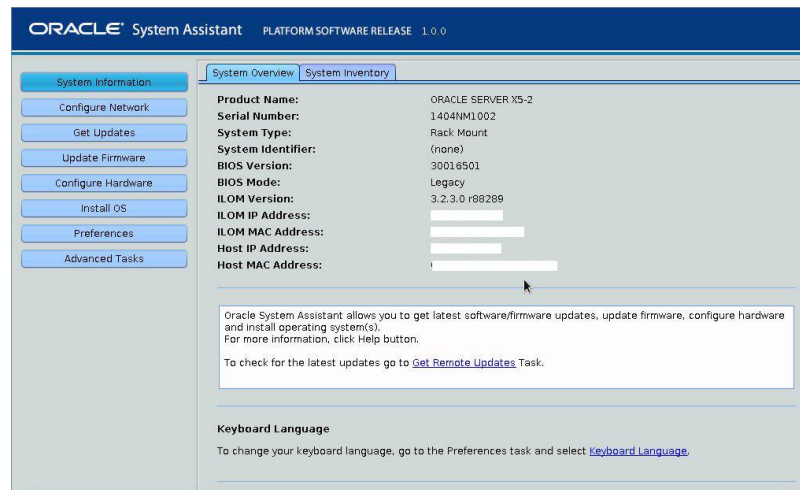 ORACLE® System Assistant PLATFORM SOFTWARE RELEASE 1.0.0
System Information
Configure Network
Get Updates
Update Firmware
Configure Hardware
Install OS
Preferences
Advanced Tasks
System Overview System Inventory
Product Name: ORACLE SERVER X5-2
Serial Number: 1404NM1002
System Type: Rack Mount
System Identifier: (none)
BIOS Version: 30016501
BIOS Mode: Legacy
ILOM Version: 3.2.3.0 r88289
ILOM IP Address:
ILOM MAC Address:
Host IP Address:
Host MAC Address:
Oracle System Assistant allows you to get latest software/firmware updates, update firmware, configure hardware
and install operating system(s).
For more information, click Help button.
To check for the latest updates go to Get Remote Updates Task.
Keyboard Language
To change your keyboard language, go to the Preferences task and select Keyboard Language.